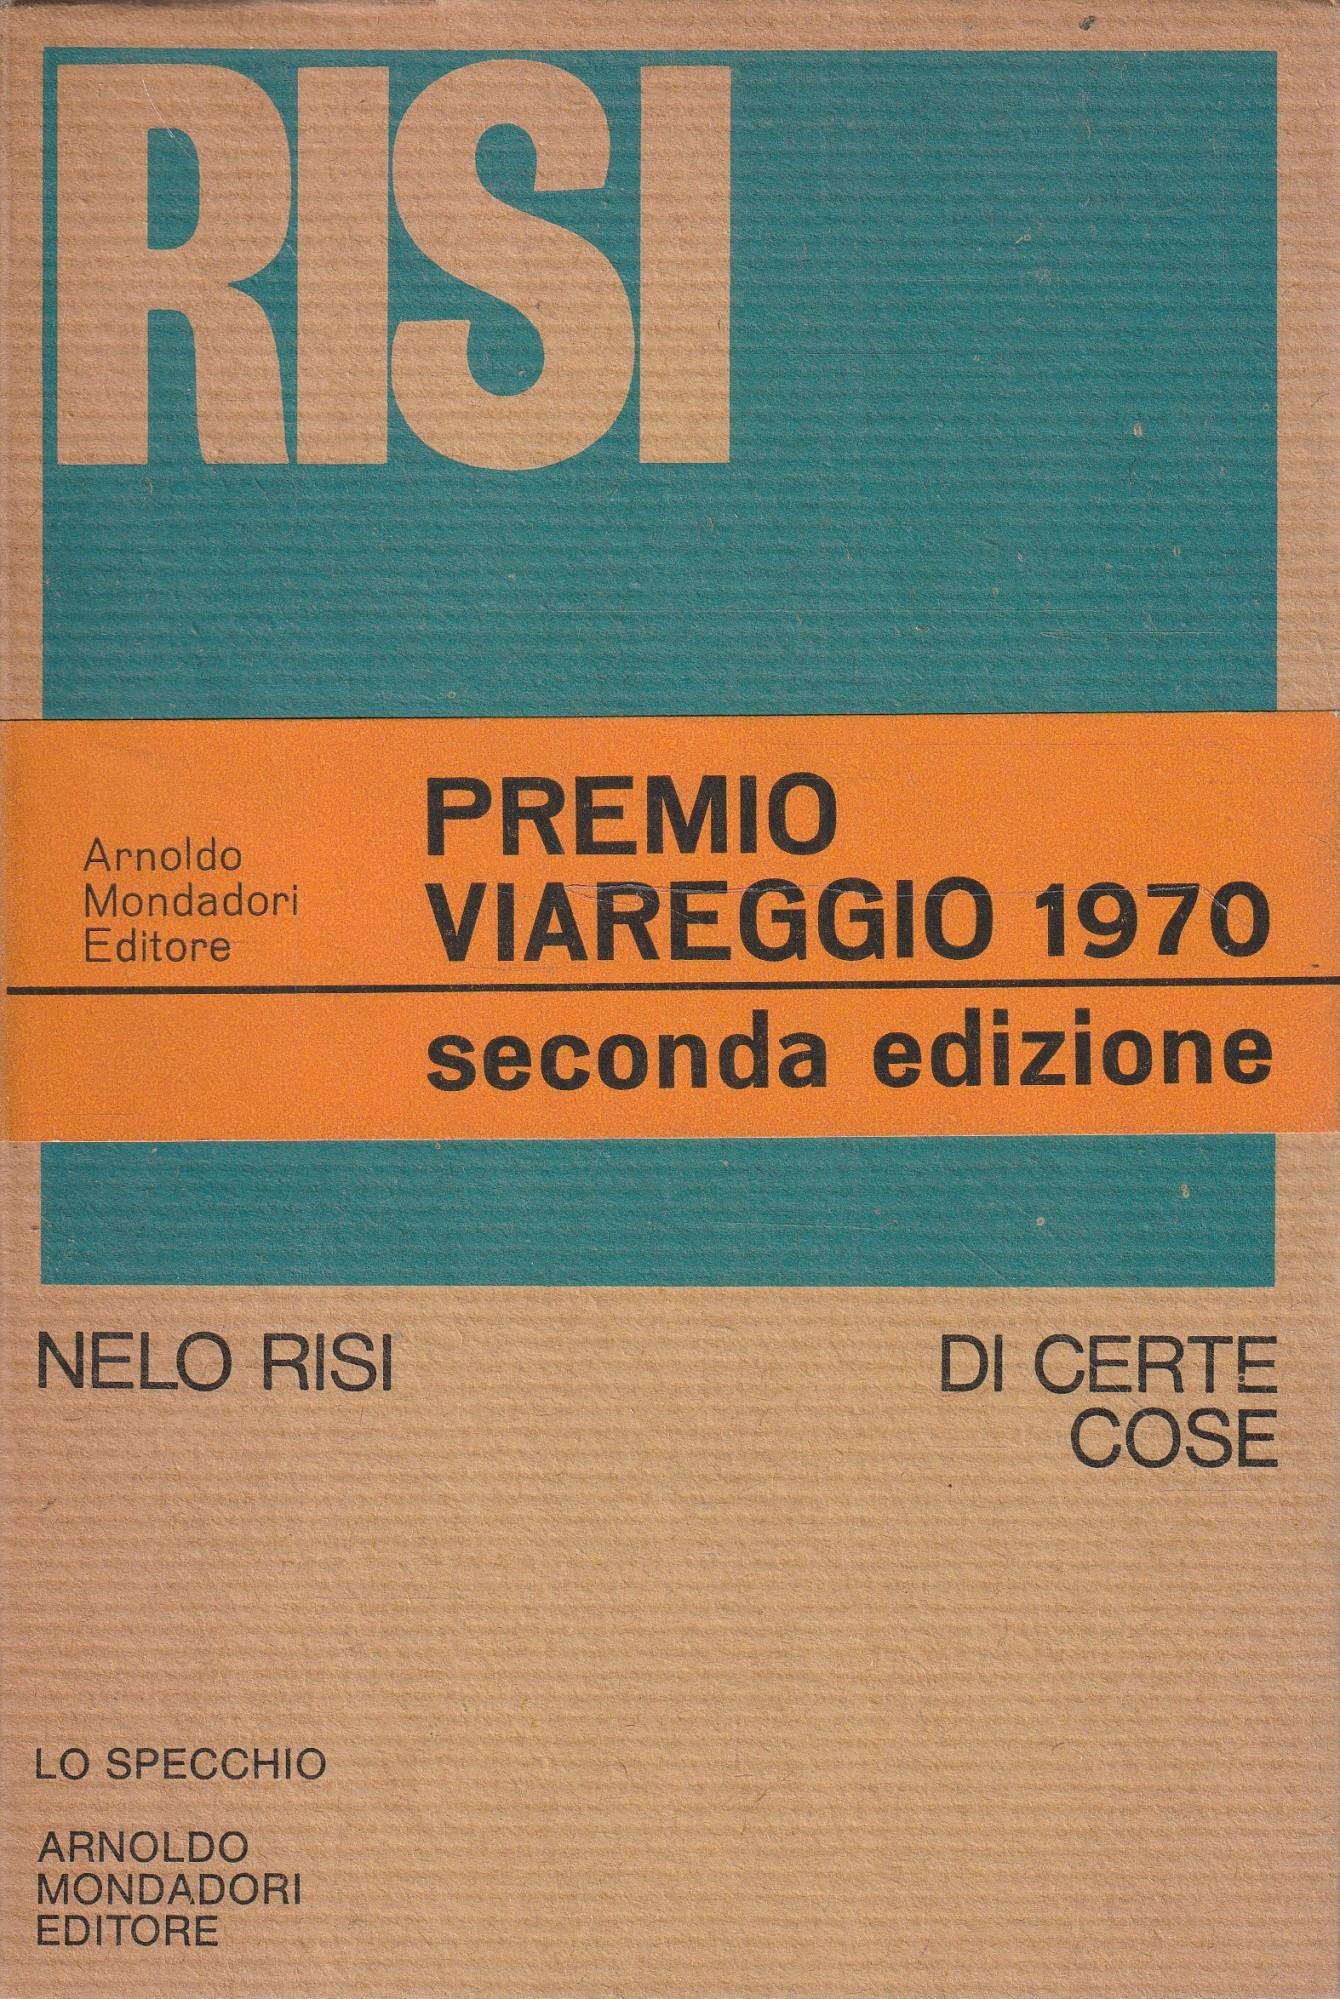 RISI
Arnoldo
Mondadori
Editore
PREMIO
VIAREGGIO 1970
seconda edizione
NELO RISI
DI CERTE
COSE
LO SPECCHIO
ARNOLDO
MONDADORI
EDITORE